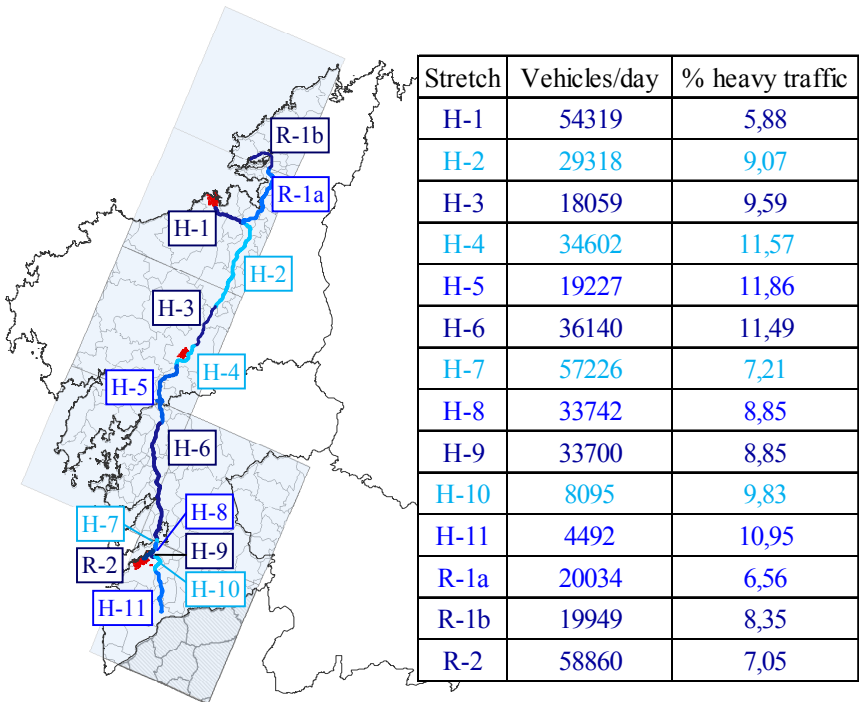 R-1b
R-1a
H-1
H-2
H-3
H-4
H-5
H-6
H-7
H-8
R-2
H-9
H-10
H-11
Stretch Vehicles/day % heavy traffic
H-1 54319 5,88
H-2 29318 9,07
H-3 18059 9,59
H-4 34602 11,57
H-5 19227 11,86
H-6 36140 11,49
H-7 57226 7,21
H-8 33742 8,85
H-9 33700 8,85
H-10 8095 9,83
H-11 4492 10,95
R-1a 20034 6,56
R-1b 19949 8,35
R-2 58860 7,05